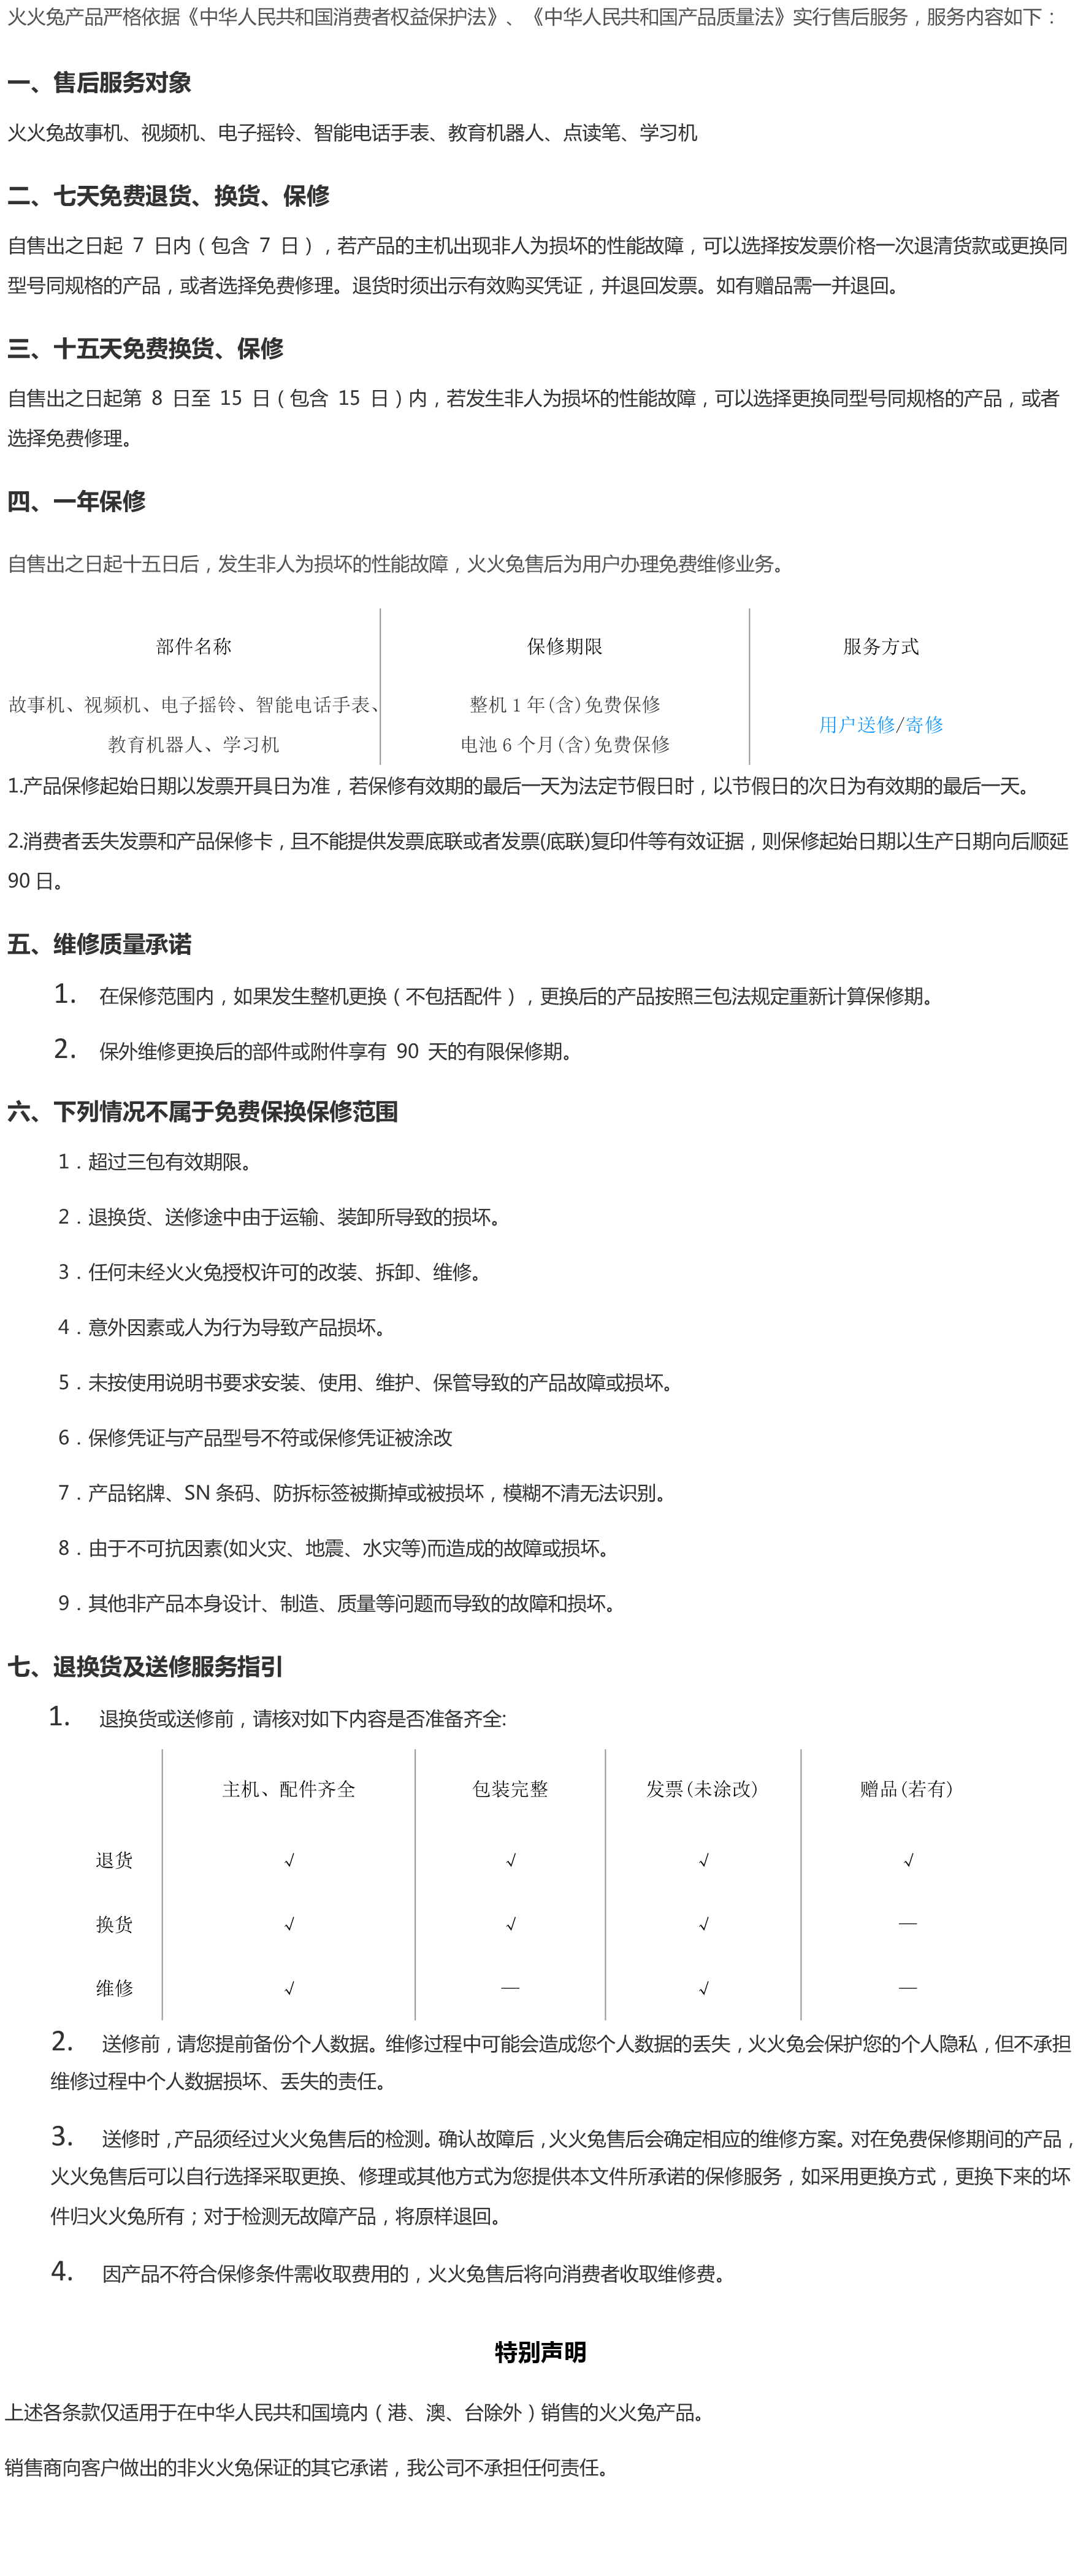 火火兔产品严格依据《中华人民共和国消费者权益保护法》、《中华人民共和国产品质量法》实行售后服务，服务内容如下：
一、售后服务对象
火火兔故事机、视频机、电子摇铃、智能电话手表、教育机器人、点读笔、学习机
二、七天免费退货、换货、保修
自售出之日起 7 日内（包含 7 日），若产品的主机出现非人为损坏的性能故障，可以选择按发票价格一次退清货款或更换同
型号同规格的产品，或者选择免费修理。退货时须出示有效购买凭证，并退回发票。如有赠品需一并退回。
三、十五天免费换货、保修
自售出之日起第 8 日至 15 日（包含 15 日）内，若发生非人为损坏的性能故障，可以选择更换同型号同规格的产品，或者
选择免费修理。
四、一年保修
自售出之日起十五日后，发生非人为损坏的性能故障，火火兔售后为用户办理免费维修业务。
部件名称 保修期限 服务方式
故事机、视频机、电子摇铃、智能电话手表、 整机 1 年(含)免费保修
用户送修/寄修
教育机器人、学习机 电池 6 个月(含)免费保修
1.产品保修起始日期以发票开具日为准，若保修有效期的最后一天为法定节假日时，以节假日的次日为有效期的最后一天。
2.消费者丢失发票和产品保修卡，且不能提供发票底联或者发票(底联)复印件等有效证据，则保修起始日期以生产日期向后顺延
90 日。
五、维修质量承诺
1. 在保修范围内，如果发生整机更换（不包括配件），更换后的产品按照三包法规定重新计算保修期。
2. 保外维修更换后的部件或附件享有 90 天的有限保修期。
六、下列情况不属于免费保换保修范围
1．超过三包有效期限。
2．退换货、送修途中由于运输、装卸所导致的损坏。
3．任何未经火火兔授权许可的改装、拆卸、维修。
4．意外因素或人为行为导致产品损坏。
5．未按使用说明书要求安装、使用、维护、保管导致的产品故障或损坏。
6．保修凭证与产品型号不符或保修凭证被涂改
7．产品铭牌、SN 条码、防拆标签被撕掉或被损坏，模糊不清无法识别。
8．由于不可抗因素(如火灾、地震、水灾等)而造成的故障或损坏。
9．其他非产品本身设计、制造、质量等问题而导致的故障和损坏。
七、退换货及送修服务指引
1. 退换货或送修前，请核对如下内容是否准备齐全:
主机、配件齐全 包装完整 发票(未涂改) 赠品(若有)
退货 √ √ √ √
换货 √ √ √ —
维修 √ — √ —
2. 送修前，请您提前备份个人数据。维修过程中可能会造成您个人数据的丢失，火火兔会保护您的个人隐私，但不承担
维修过程中个人数据损坏、丢失的责任。
3. 送修时，产品须经过火火兔售后的检测。确认故障后，火火兔售后会确定相应的维修方案。对在免费保修期间的产品，
火火兔售后可以自行选择采取更换、修理或其他方式为您提供本文件所承诺的保修服务，如采用更换方式，更换下来的坏
件归火火兔所有；对于检测无故障产品，将原样退回。
4. 因产品不符合保修条件需收取费用的，火火兔售后将向消费者收取维修费。
特别声明
上述各条款仅适用于在中华人民共和国境内（港、澳、台除外）销售的火火兔产品。
销售商向客户做出的非火火兔保证的其它承诺，我公司不承担任何责任。